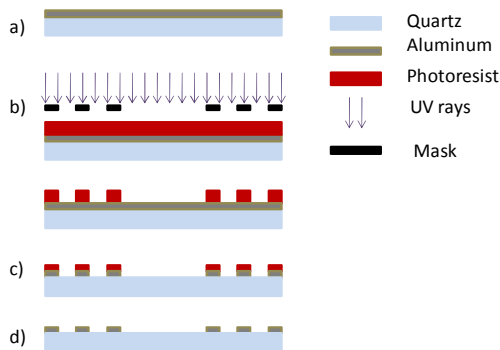 a)
b)
c)
d)
Quartz
Aluminum
Photoresist
UV rays
Mask